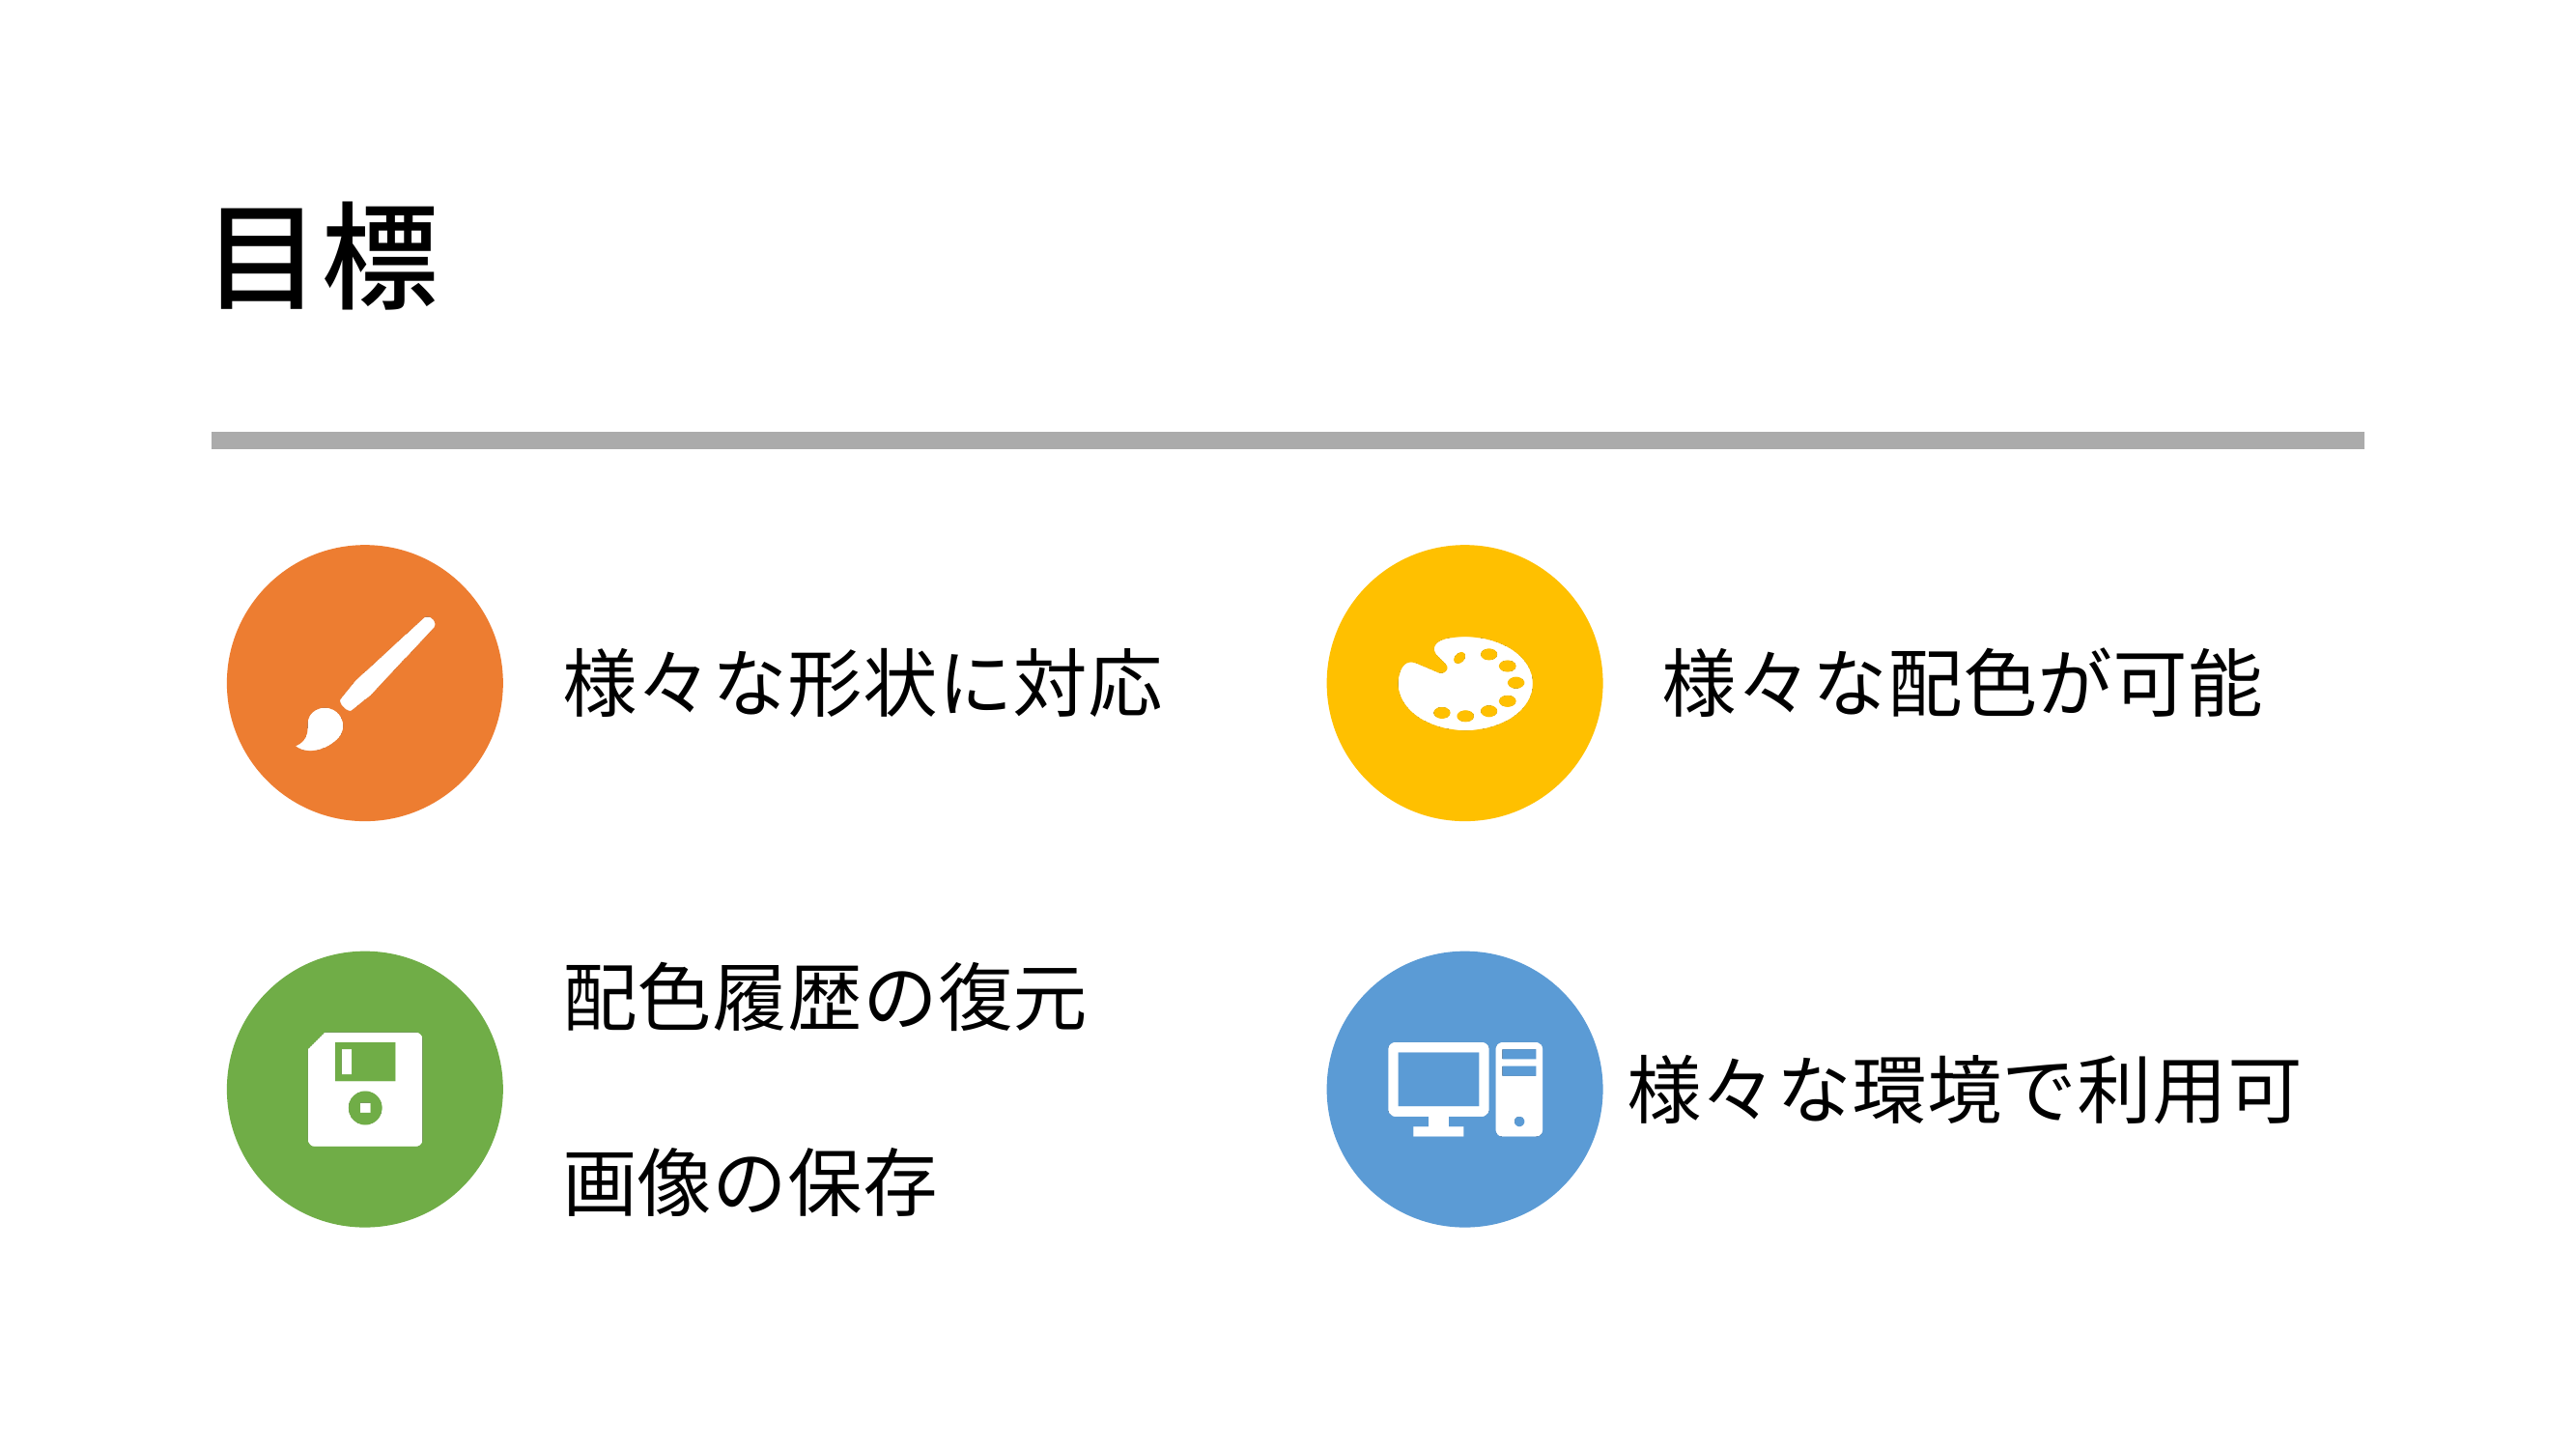 目標
様々な形状に対応
様々な配色が可能
配色履歴の復元
画像の保存
様々な環境で利用可